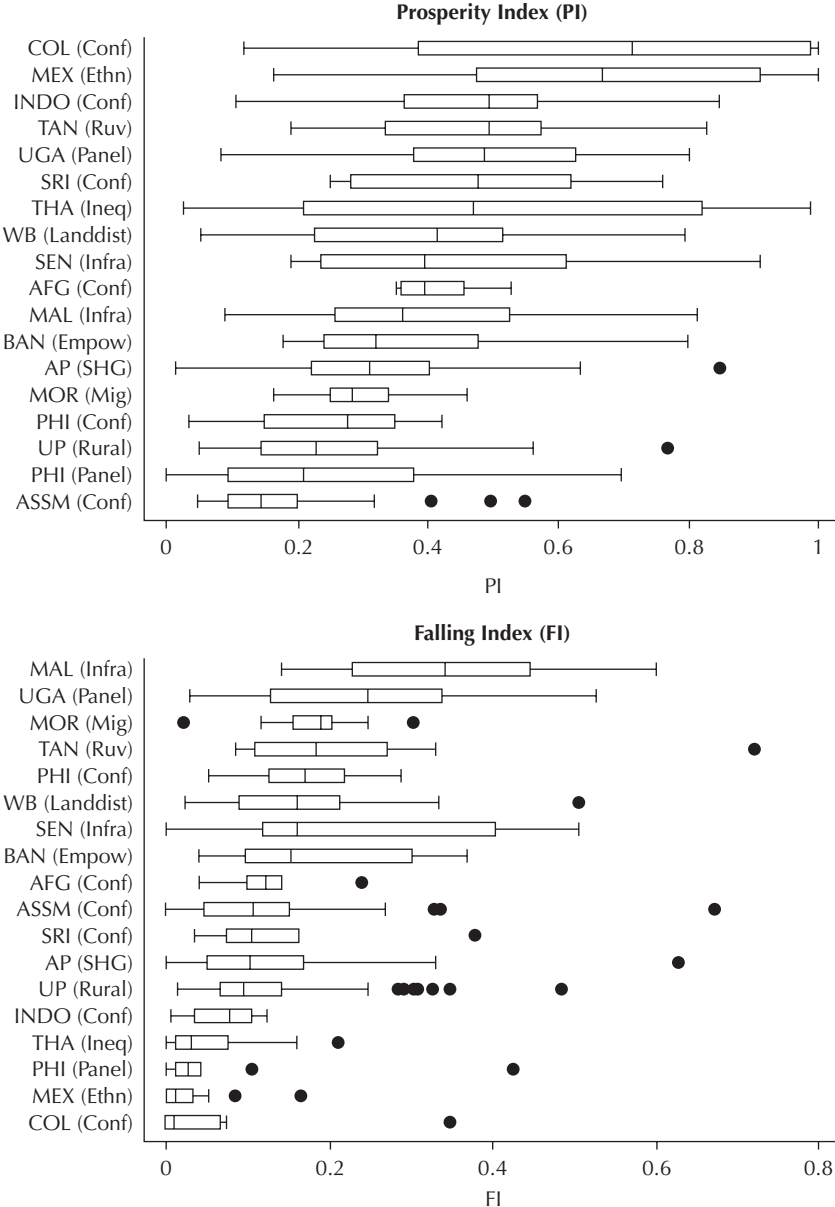 Prosperity Index (PI)
COL (Conf)
MEX (Ethn)
INDO (Conf)
TAN (Ruv)
UGA (Panel)
SRI (Conf)
THA (Ineq)
WB (Landdist)
SEN (Infra)
AFG (Conf)
MAL (Infra)
BAN (Empow)
AP (SHG)
MOR (Mig)
PHI (Conf)
UP (Rural)
PHI (Panel)
ASSM (Conf)
0 0.2 0.4 0.6 0.8 1
PI
Falling Index (FI)
MAL (Infra)
UGA (Panel)
MOR (Mig)
TAN (Ruv)
PHI (Conf)
WB (Landdist)
SEN (Infra)
BAN (Empow)
AFG (Conf)
ASSM (Conf)
SRI (Conf)
AP (SHG)
UP (Rural)
INDO (Conf)
THA (Ineq)
PHI (Panel)
MEX (Ethn)
COL (Conf)
0 0.2 0.4 0.6 0.8
FI